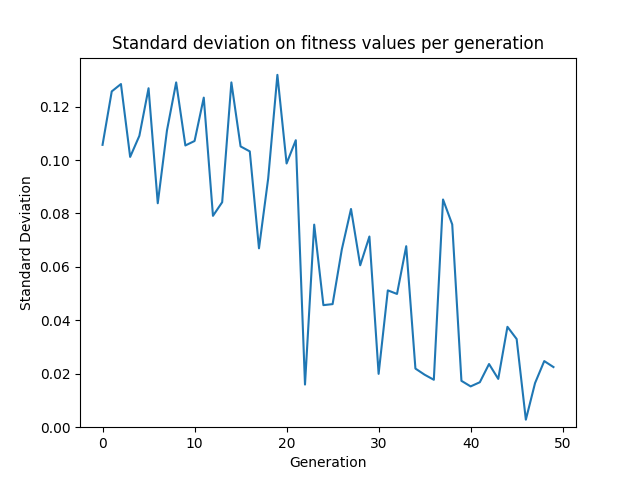 Standard deviation on fitness values per generation
Standard Deviation
0.12
0.10
0.08
0.06
0.04
0.02
0.00
0 10 20 30 40 50
Generation